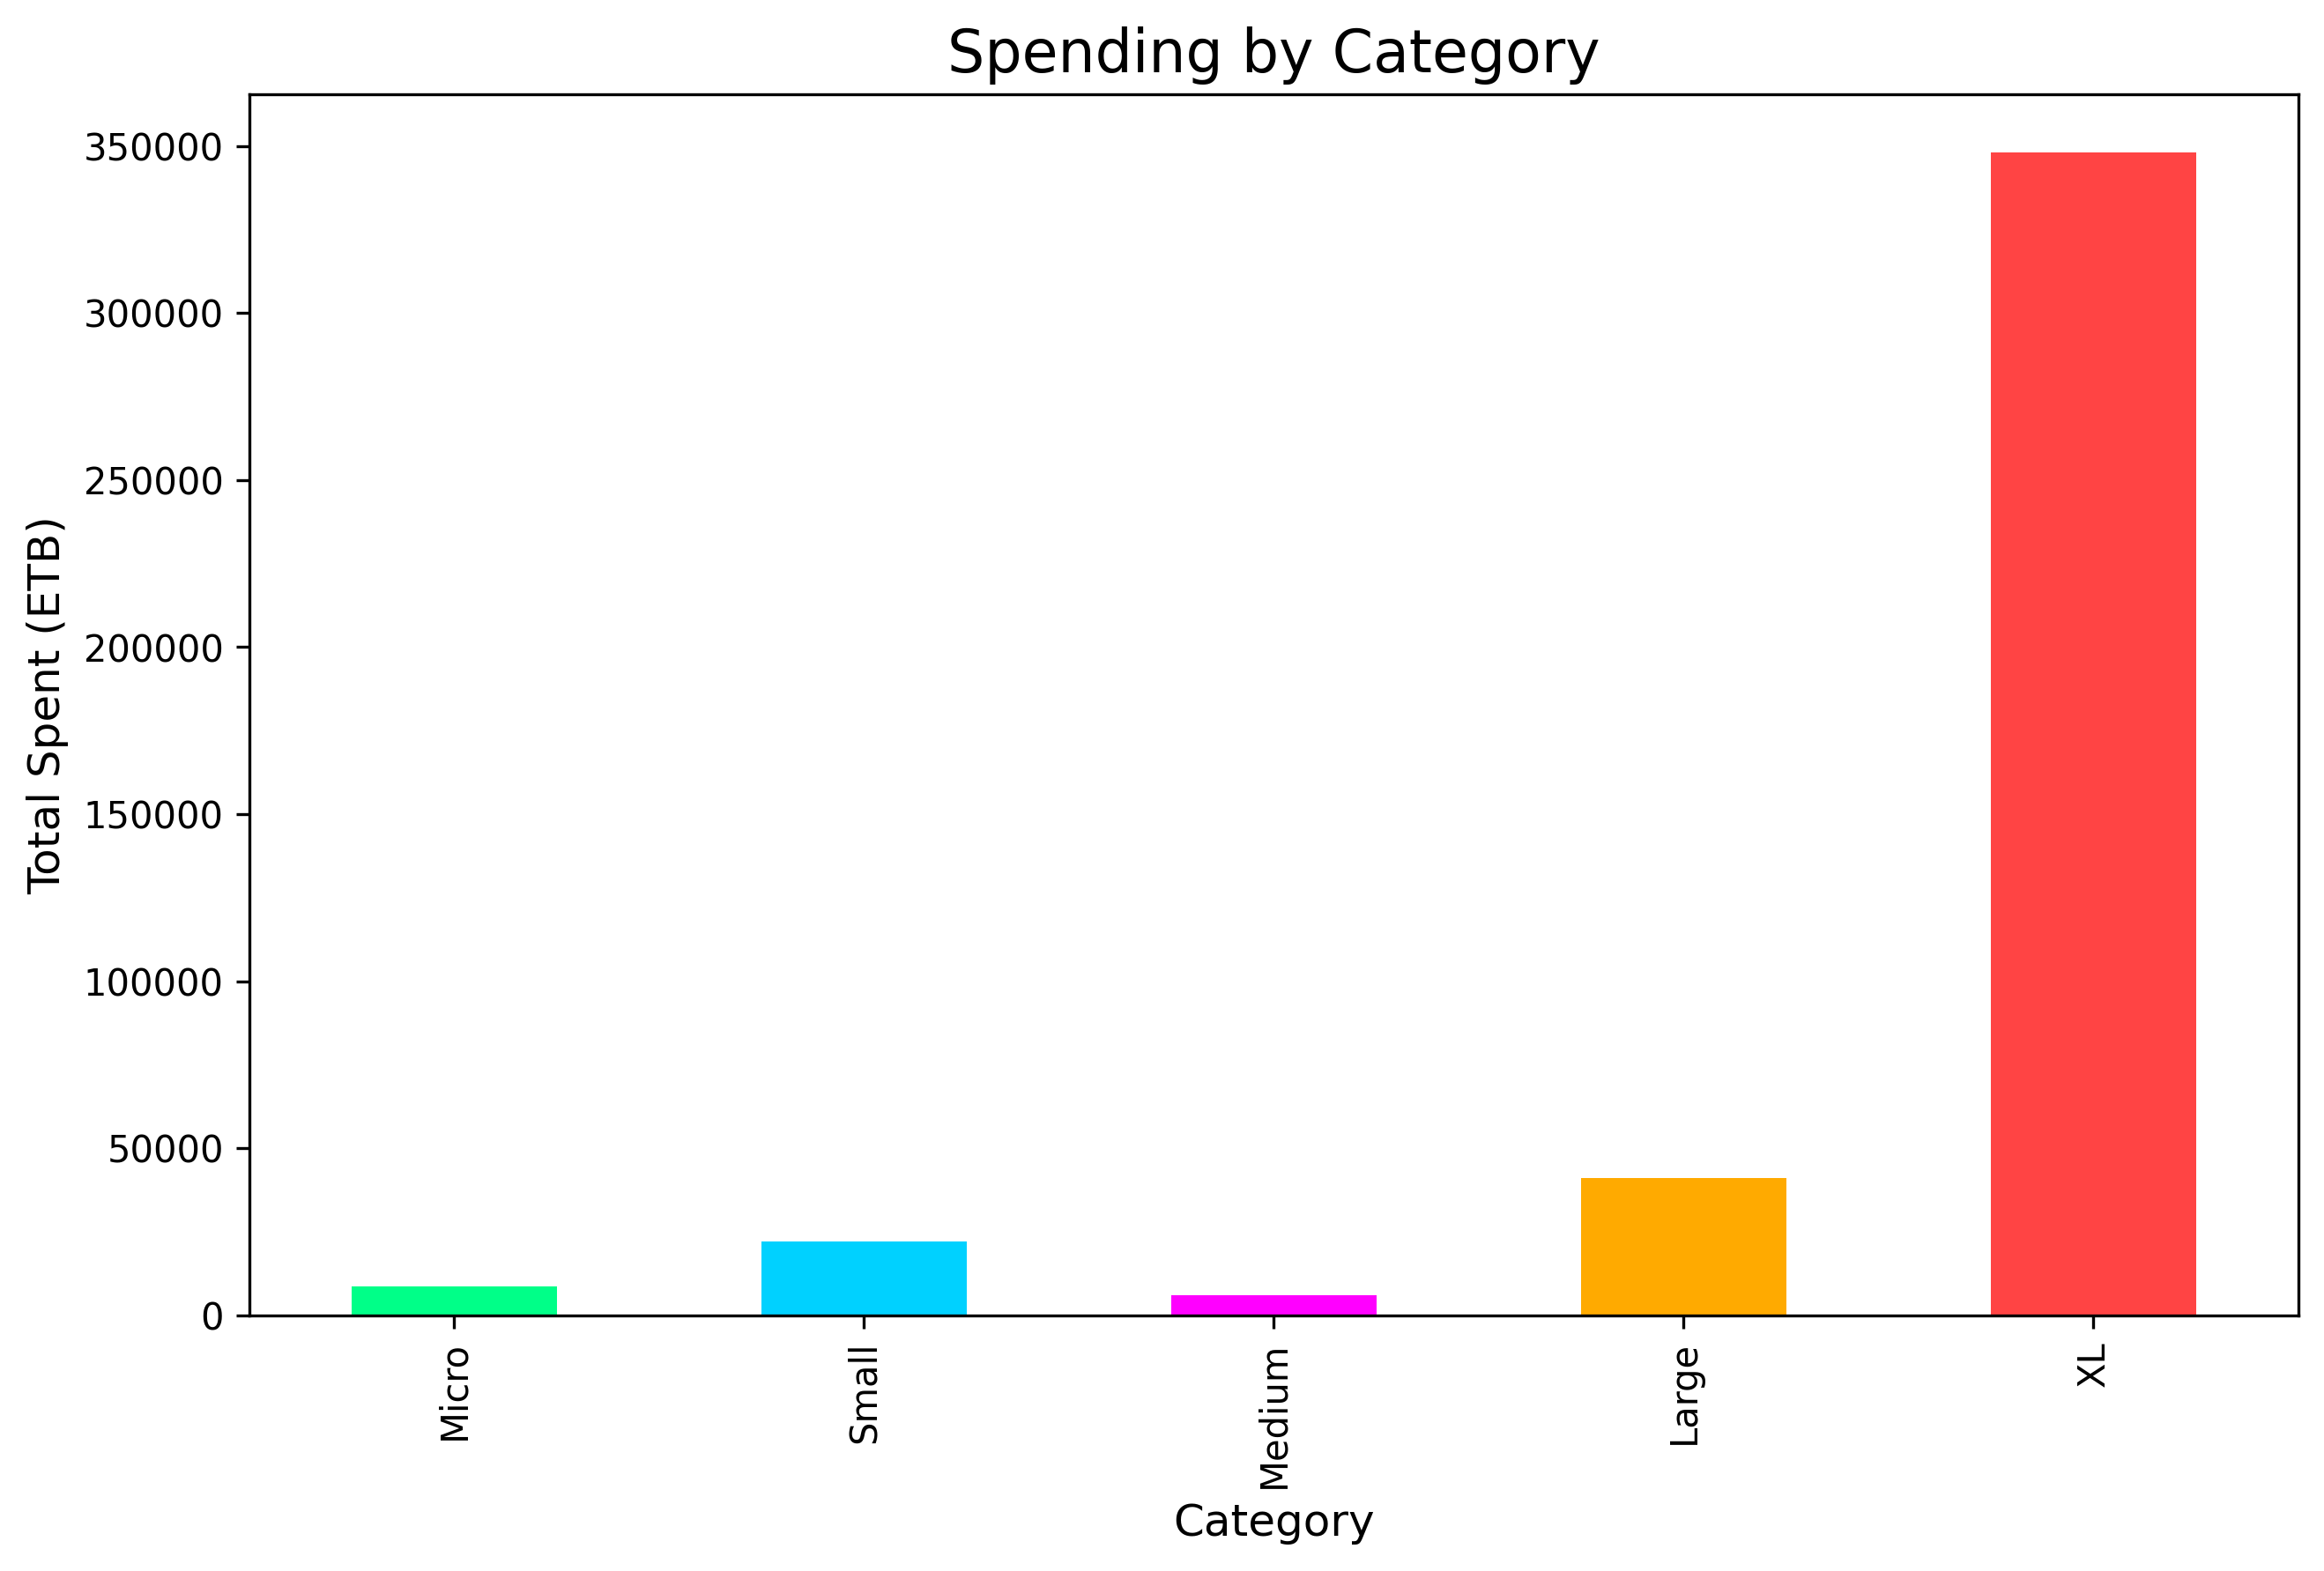 Spending by Category
Total Spent (ETB)
350000
300000
250000
200000
150000
100000
50000
0
Micro
Small
Medium
Large
XL
Category